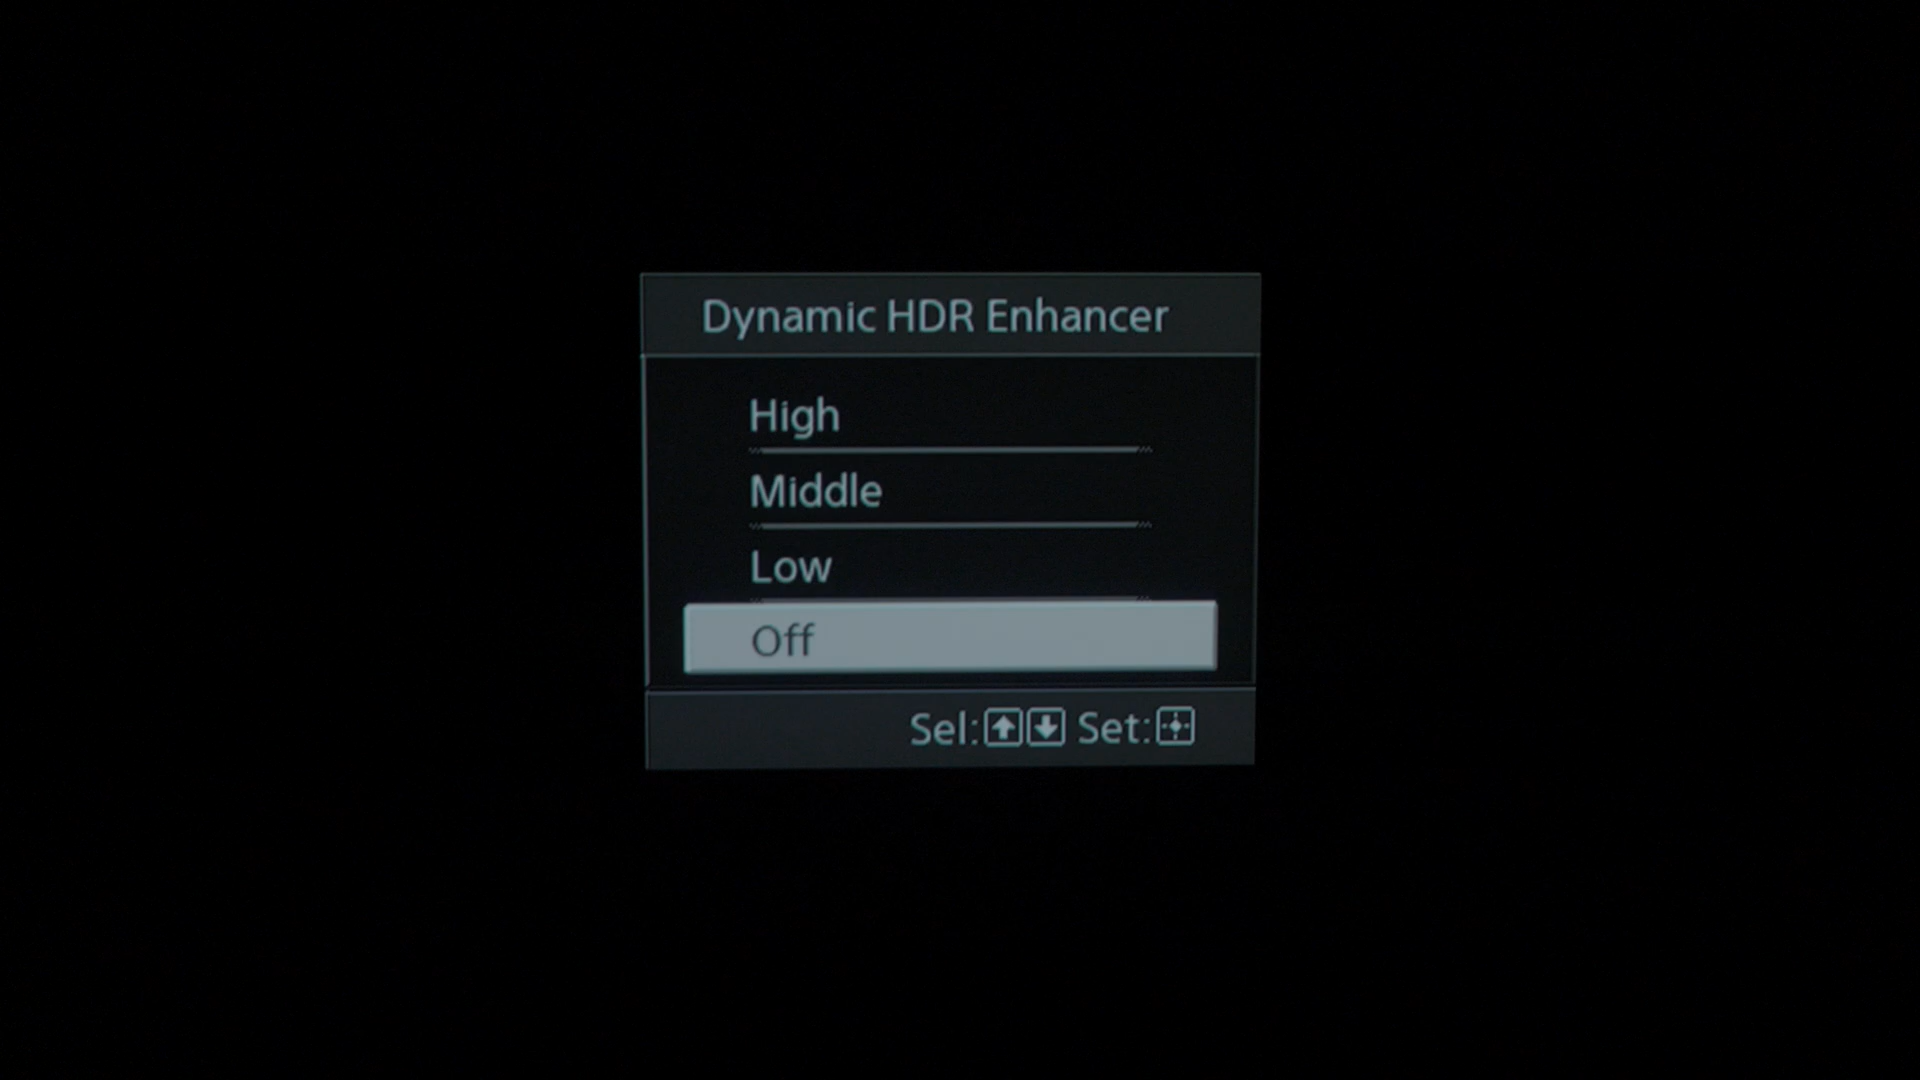 Dynamic HDR Enhancer
High
Middle
Low
Off
Sel:⬆⬇ Set: